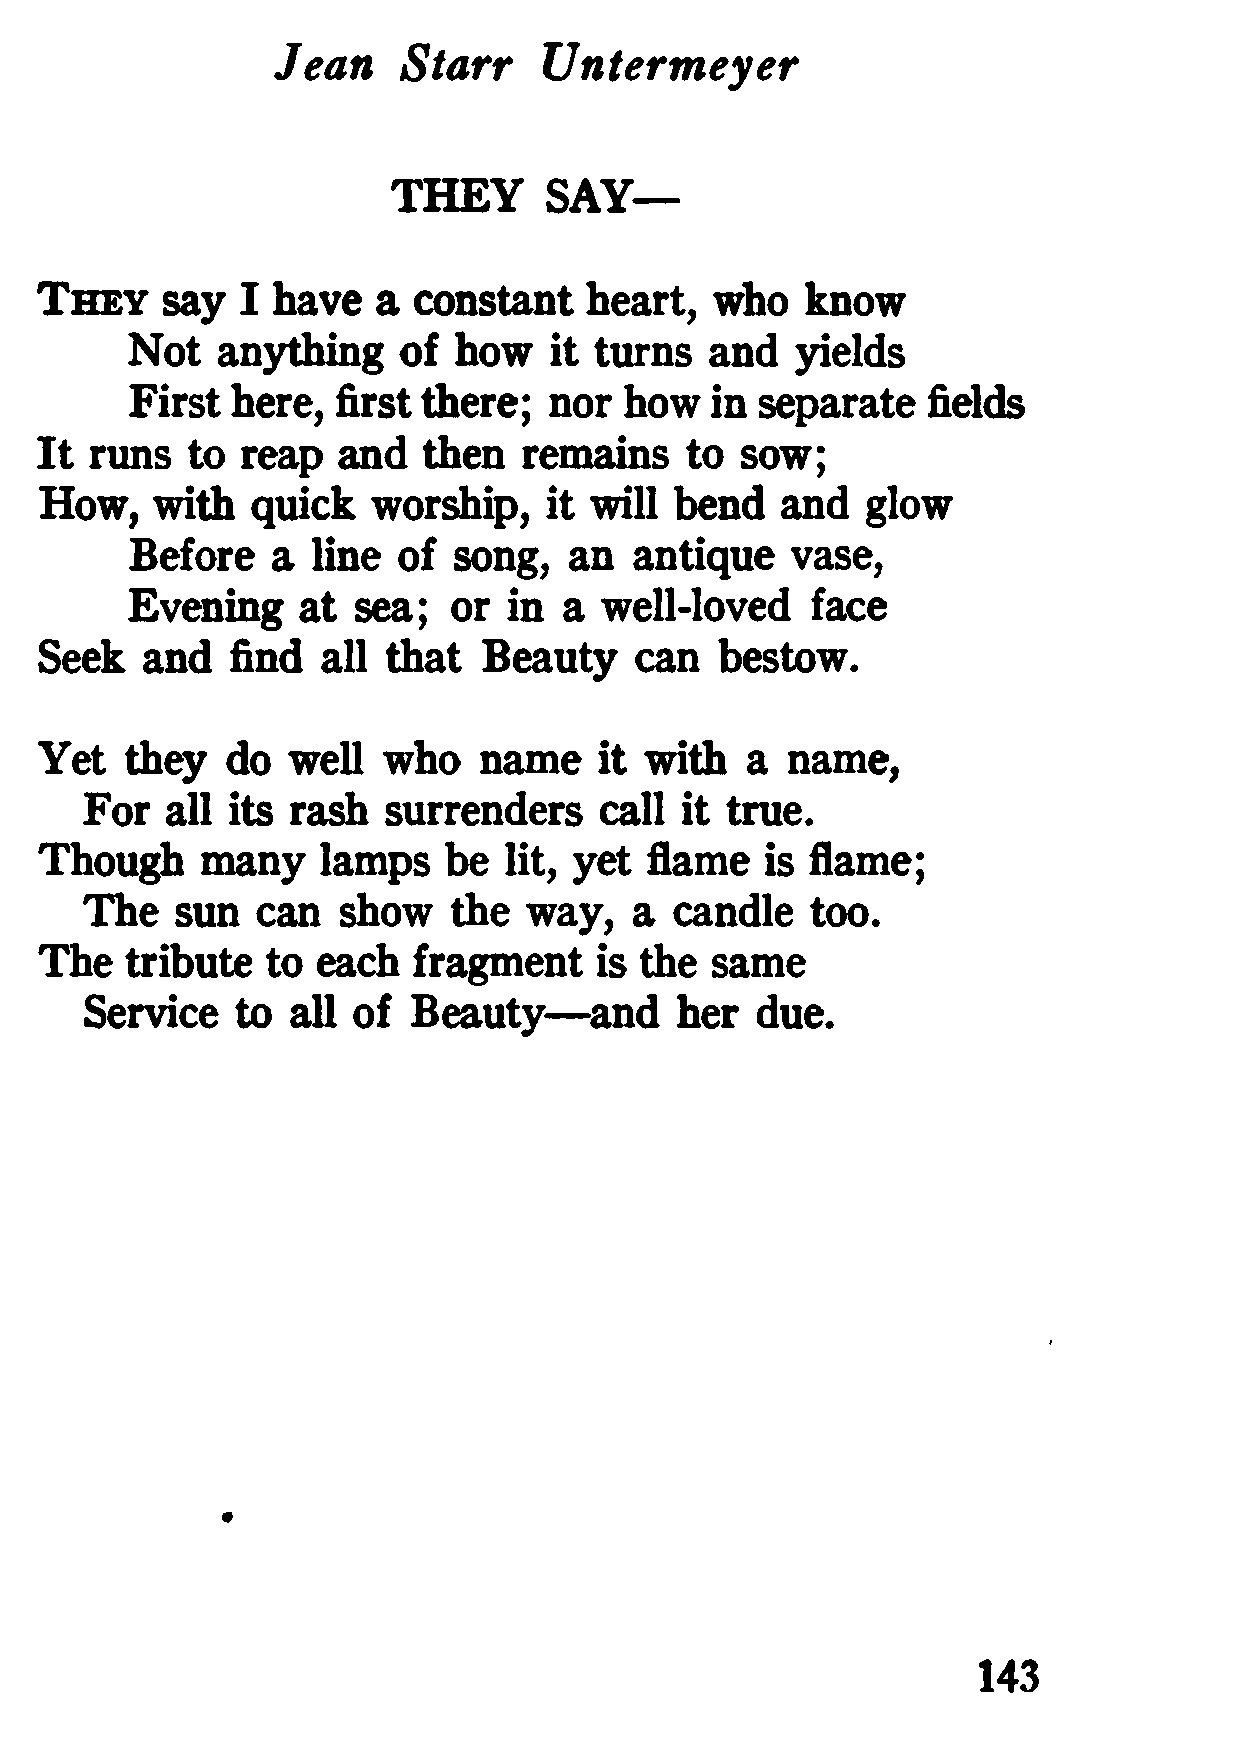 Jean Starr Untermeyer
THEY SAY—
THEY say I have a constant heart, who know
Not anything of how it turns and yields
First here, first there; nor how in separate fields
It runs to reap and then remains to sow;
How, with quick worship, it will bend and glow
Before a line of song, an antique vase,
Evening at sea; or in a well-loved face
Seek and find all that Beauty can bestow.
Yet they do well who name it with a name,
For all its rash surrenders call it true.
Though many lamps be lit, yet flame is flame;
The sun can show the way, a candle too.
The tribute to each fragment is the same
Service to all of Beauty—and her due.
143